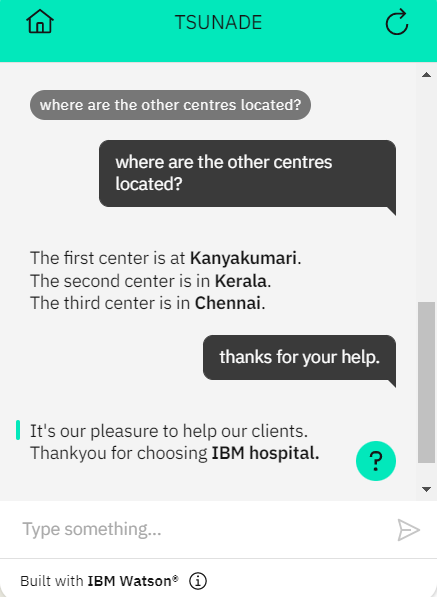 TSUNADE
where are the other centres located?
where are the other centres
located?
The first center is at Kanyakumari.
The second center is in Kerala.
The third center is in Chennai.
thanks for your help.
It's our pleasure to help our clients.
Thankyou for choosing IBM hospital.
?
Type something...
Built with IBM Watson®